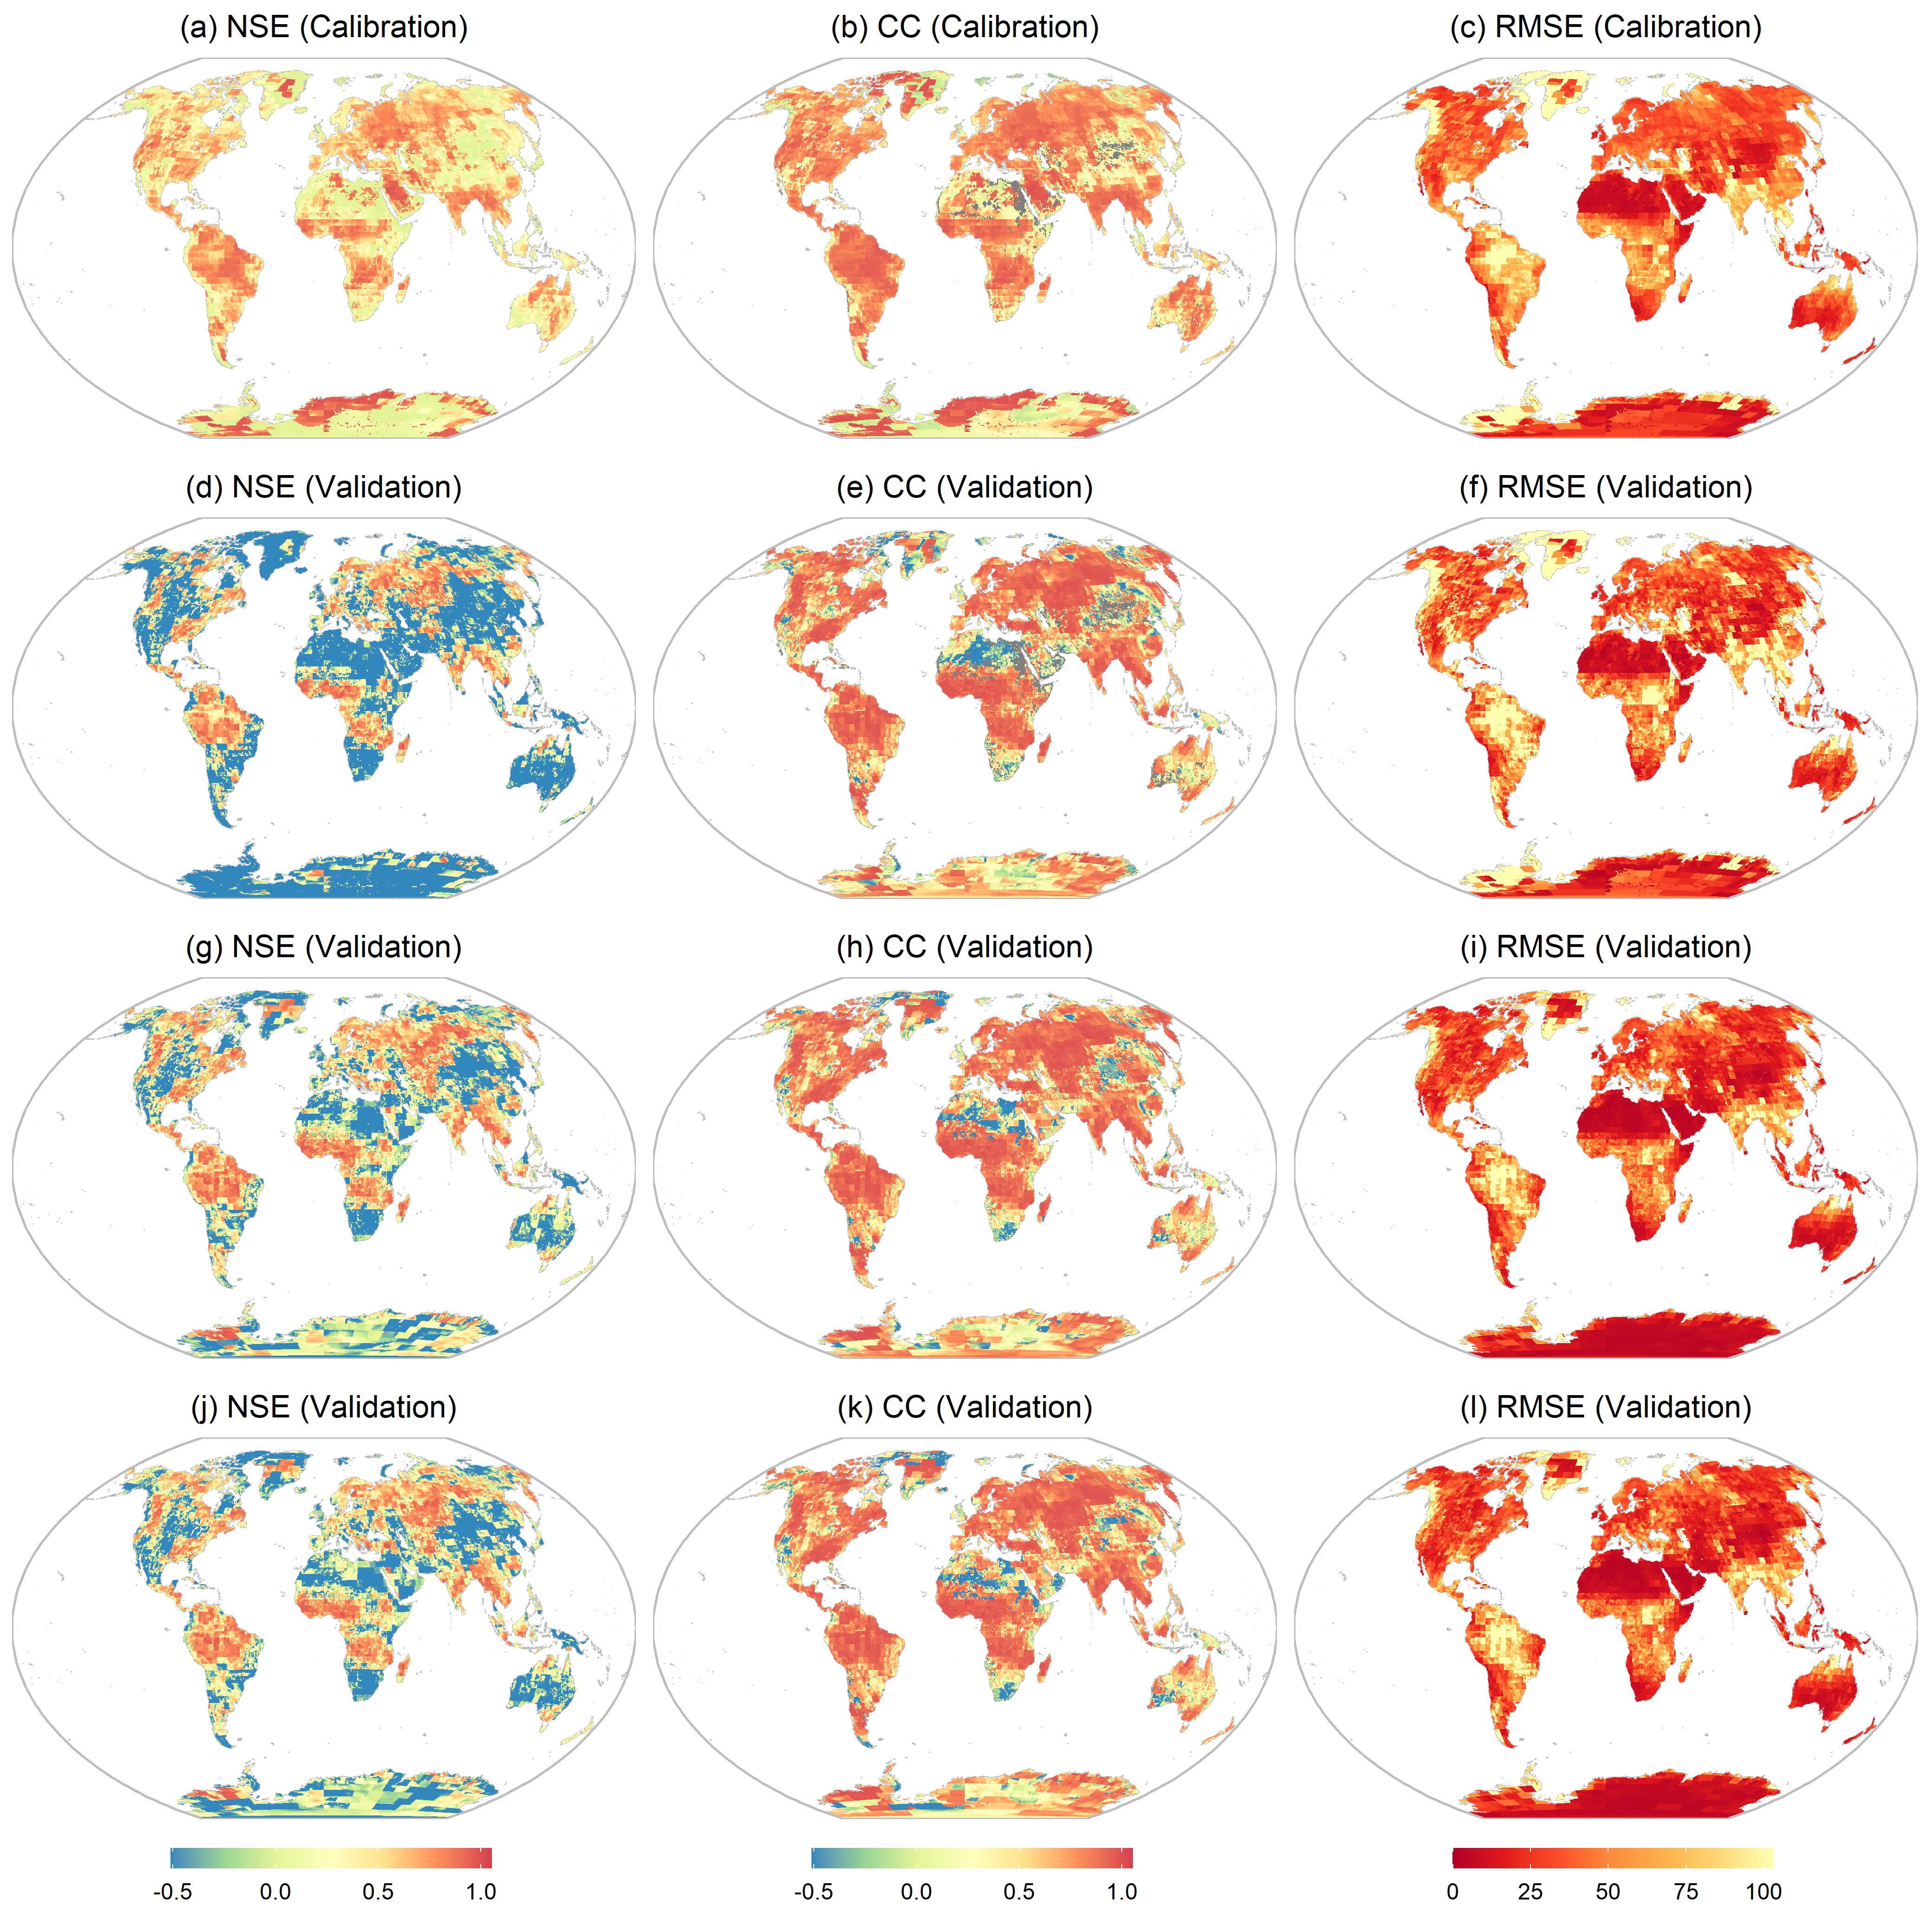 (a) NSE (Calibration)
(b) CC (Calibration)
(c) RMSE (Calibration)
(d) NSE (Validation)
(e) CC (Validation)
(f) RMSE (Validation)
(g) NSE (Validation)
(h) CC (Validation)
(i) RMSE (Validation)
(j) NSE (Validation)
(k) CC (Validation)
(l) RMSE (Validation)
-0.5 0.0 0.5 1.0
-0.5 0.0 0.5 1.0
0 25 50 75 100